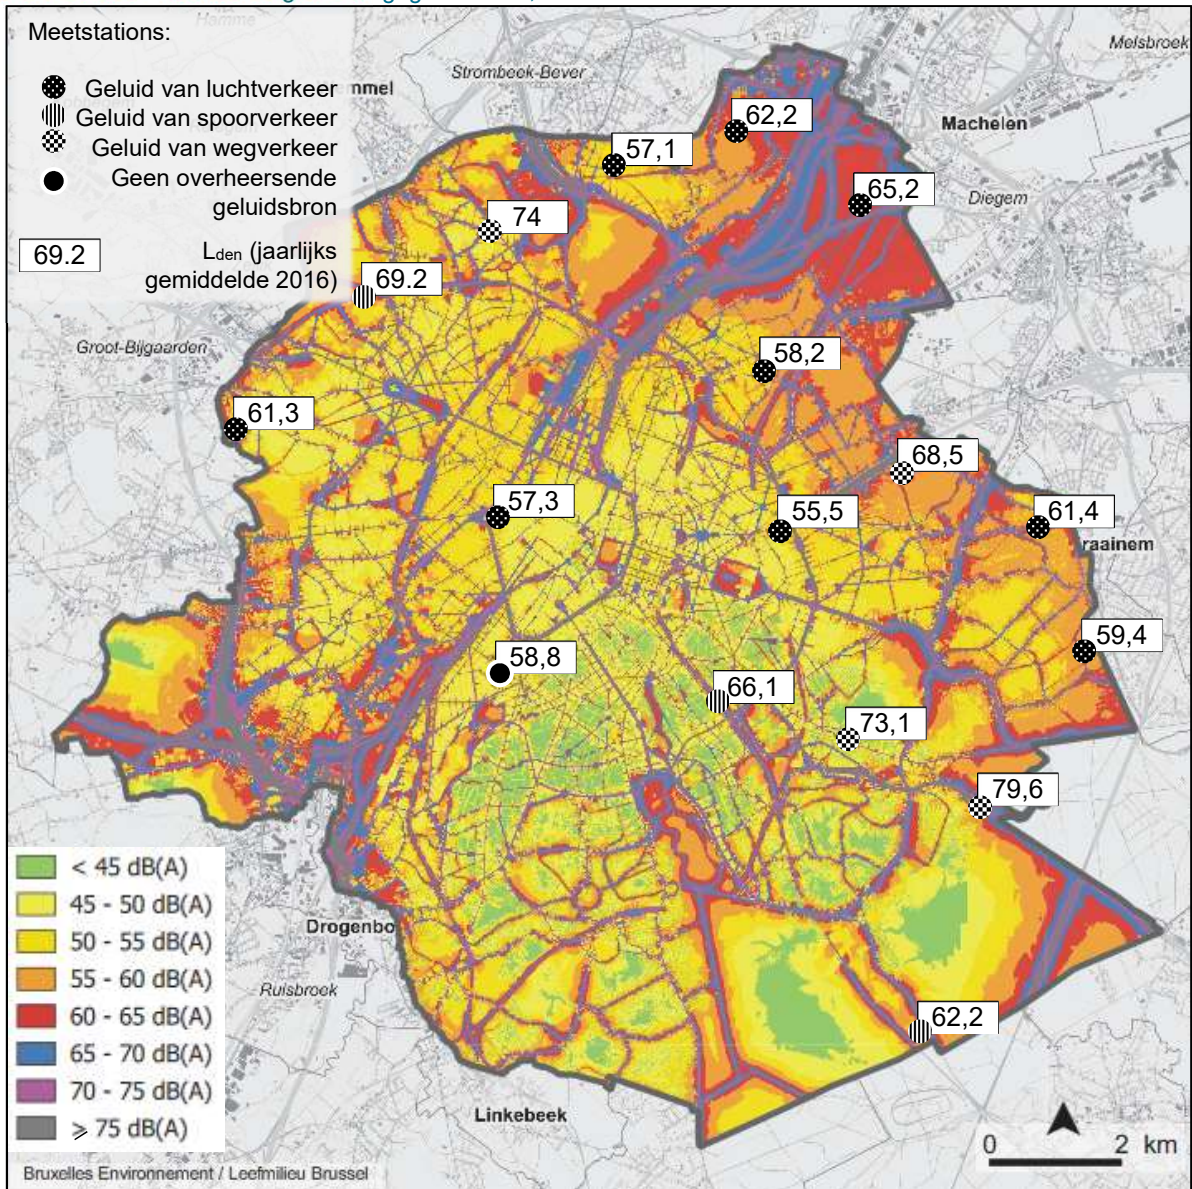 Hamme
Meetstations:
Geluid van luchtverkeer
Geluid van spoorverkeer
Geluid van wegverkeer
Geen overheersende
geluidsbron
69.2
Lden (jaarlijks
gemiddelde 2016)
Strombeek-Bever
Melsbroek
Machelen
Diegem
Groot-Bijgaarden
62,2
57,1
65,2
74
69.2
58,2
61,3
68,5
57,3
55,5
61,4
raainem
59,4
58,8
66,1
73,1
79,6
62,2
< 45 dB(A)
45 - 50 dB(A)
50 - 55 dB(A)
55 - 60 dB(A)
60 - 65 dB(A)
65 - 70 dB(A)
70 - 75 dB(A)
⩾ 75 dB(A)
Drogenbo
Ruisbroek
Linkebeek
0 2 km
Bruxelles Environnement / Leefmilieu Brussel